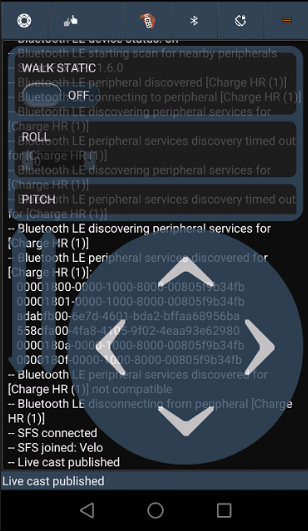 -- Bluetooth LE device status: on
-- Bluetooth LE starting scan for nearby peripherals
WALK STATIC 1.6.0
-- Bluetooth LE peripheral discovered [Charge HR (1)]
-- Bluetooth LE connecting to peripheral [Charge HR (1)]
OFF
-- Bluetooth LE discovering peripheral services for
[Charge HR (1)]
ROLL
-- Bluetooth LE peripheral services discovery timed out
for [Charge HR (1)]
-- Bluetooth LE discovering peripheral services for
[Charge HR (1)]
PITCH
-- Bluetooth LE peripheral services discovery timed out
for [Charge HR (1)]
-- Bluetooth LE discovering peripheral services for
[Charge HR (1)]
-- Bluetooth LE peripheral services discovered for
[Charge HR (1)]:
00001800-0000-1000-8000-00805f9b34fb
00001801-0000-1000-8000-00805f9b34fb
adabfb00-6e7d-4601-bda2-bffaa68956ba
558dfa00-4fa8-4105-9f02-4eaa93e62980
0000180a-0000-1000-8000-00805f9b34fb
0000180f-0000-1000-8000-00805f9b34fb
-- Bluetooth LE peripheral services discovered for
[Charge HR (1)] not compatible
-- Bluetooth LE disconnecting from peripheral [Charge
HR (1)]
-- SFS connected
-- SFS joined: Velo
-- Live cast published
Live cast published